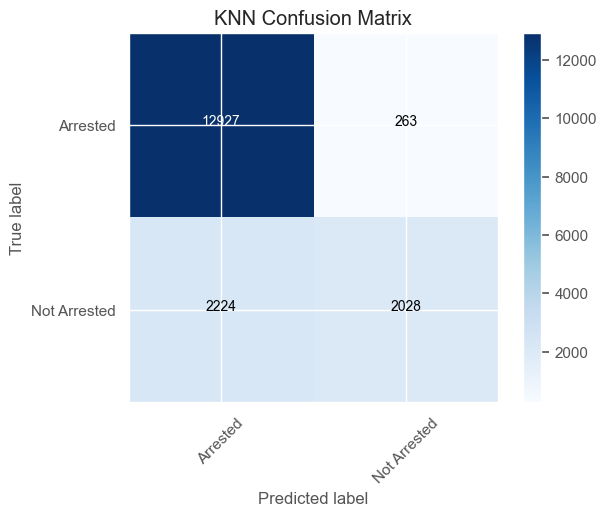 KNN Confusion Matrix
12000
Arrested
12927
263
10000
8000
True label
6000
Not Arrested
2224
2028
4000
2000
Arrested
Not Arrested
Predicted label